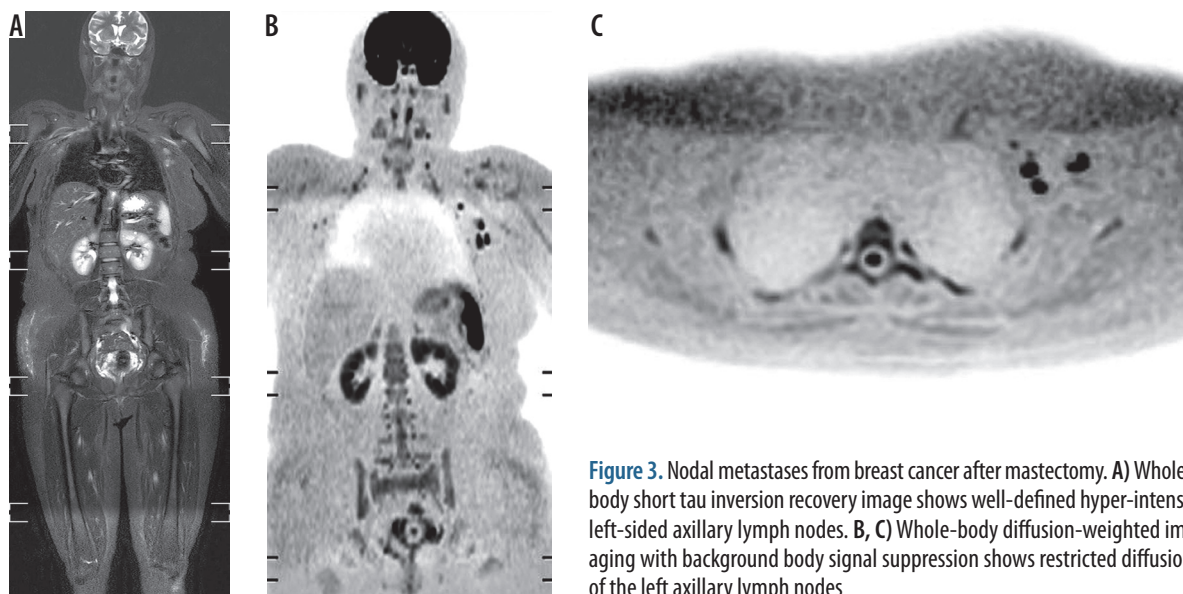 A
B
C
Figure 3. Nodal metastases from breast cancer after mastectomy. A) Whole
body short tau inversion recovery image shows well-defined hyper-intens
left-sided axillary lymph nodes. B, C) Whole-body diffusion-weighted im
aging with background body signal suppression shows restricted diffusion
of the left axillary lymph nodes